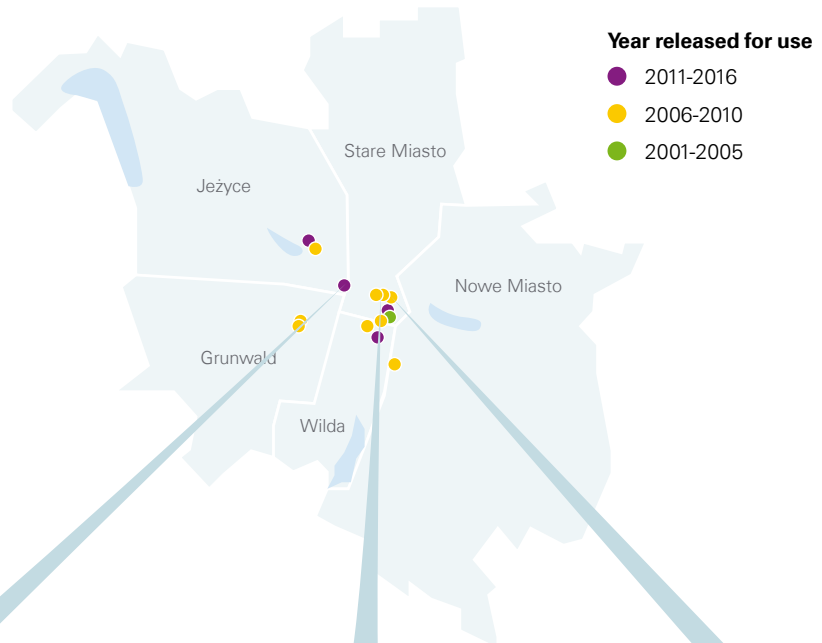 Year released for use
2011-2016
2006-2010
2001-2005
Stare Miasto
Jeżyce
Nowe Miasto
Grunwald
Wilda